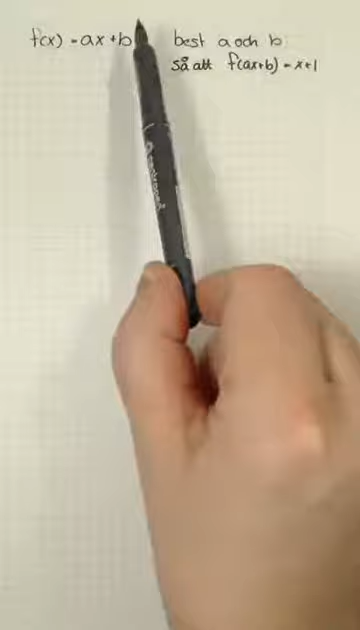 f(x) = ax + b best a och b
så att f(ax+b) = x+1